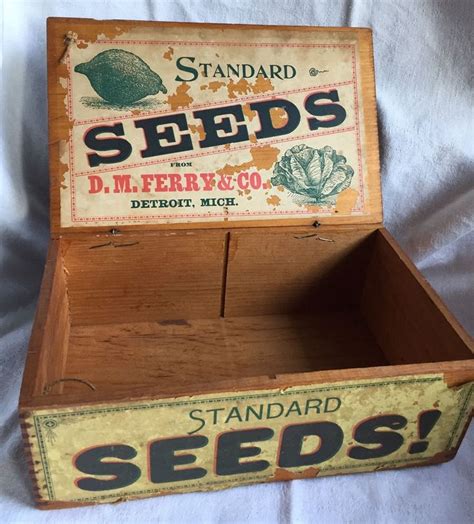 STANDARD
SEEDS
FROM
D. M. FERRY & CO.
DETROIT, MICH.
STANDARD
SEEDS!